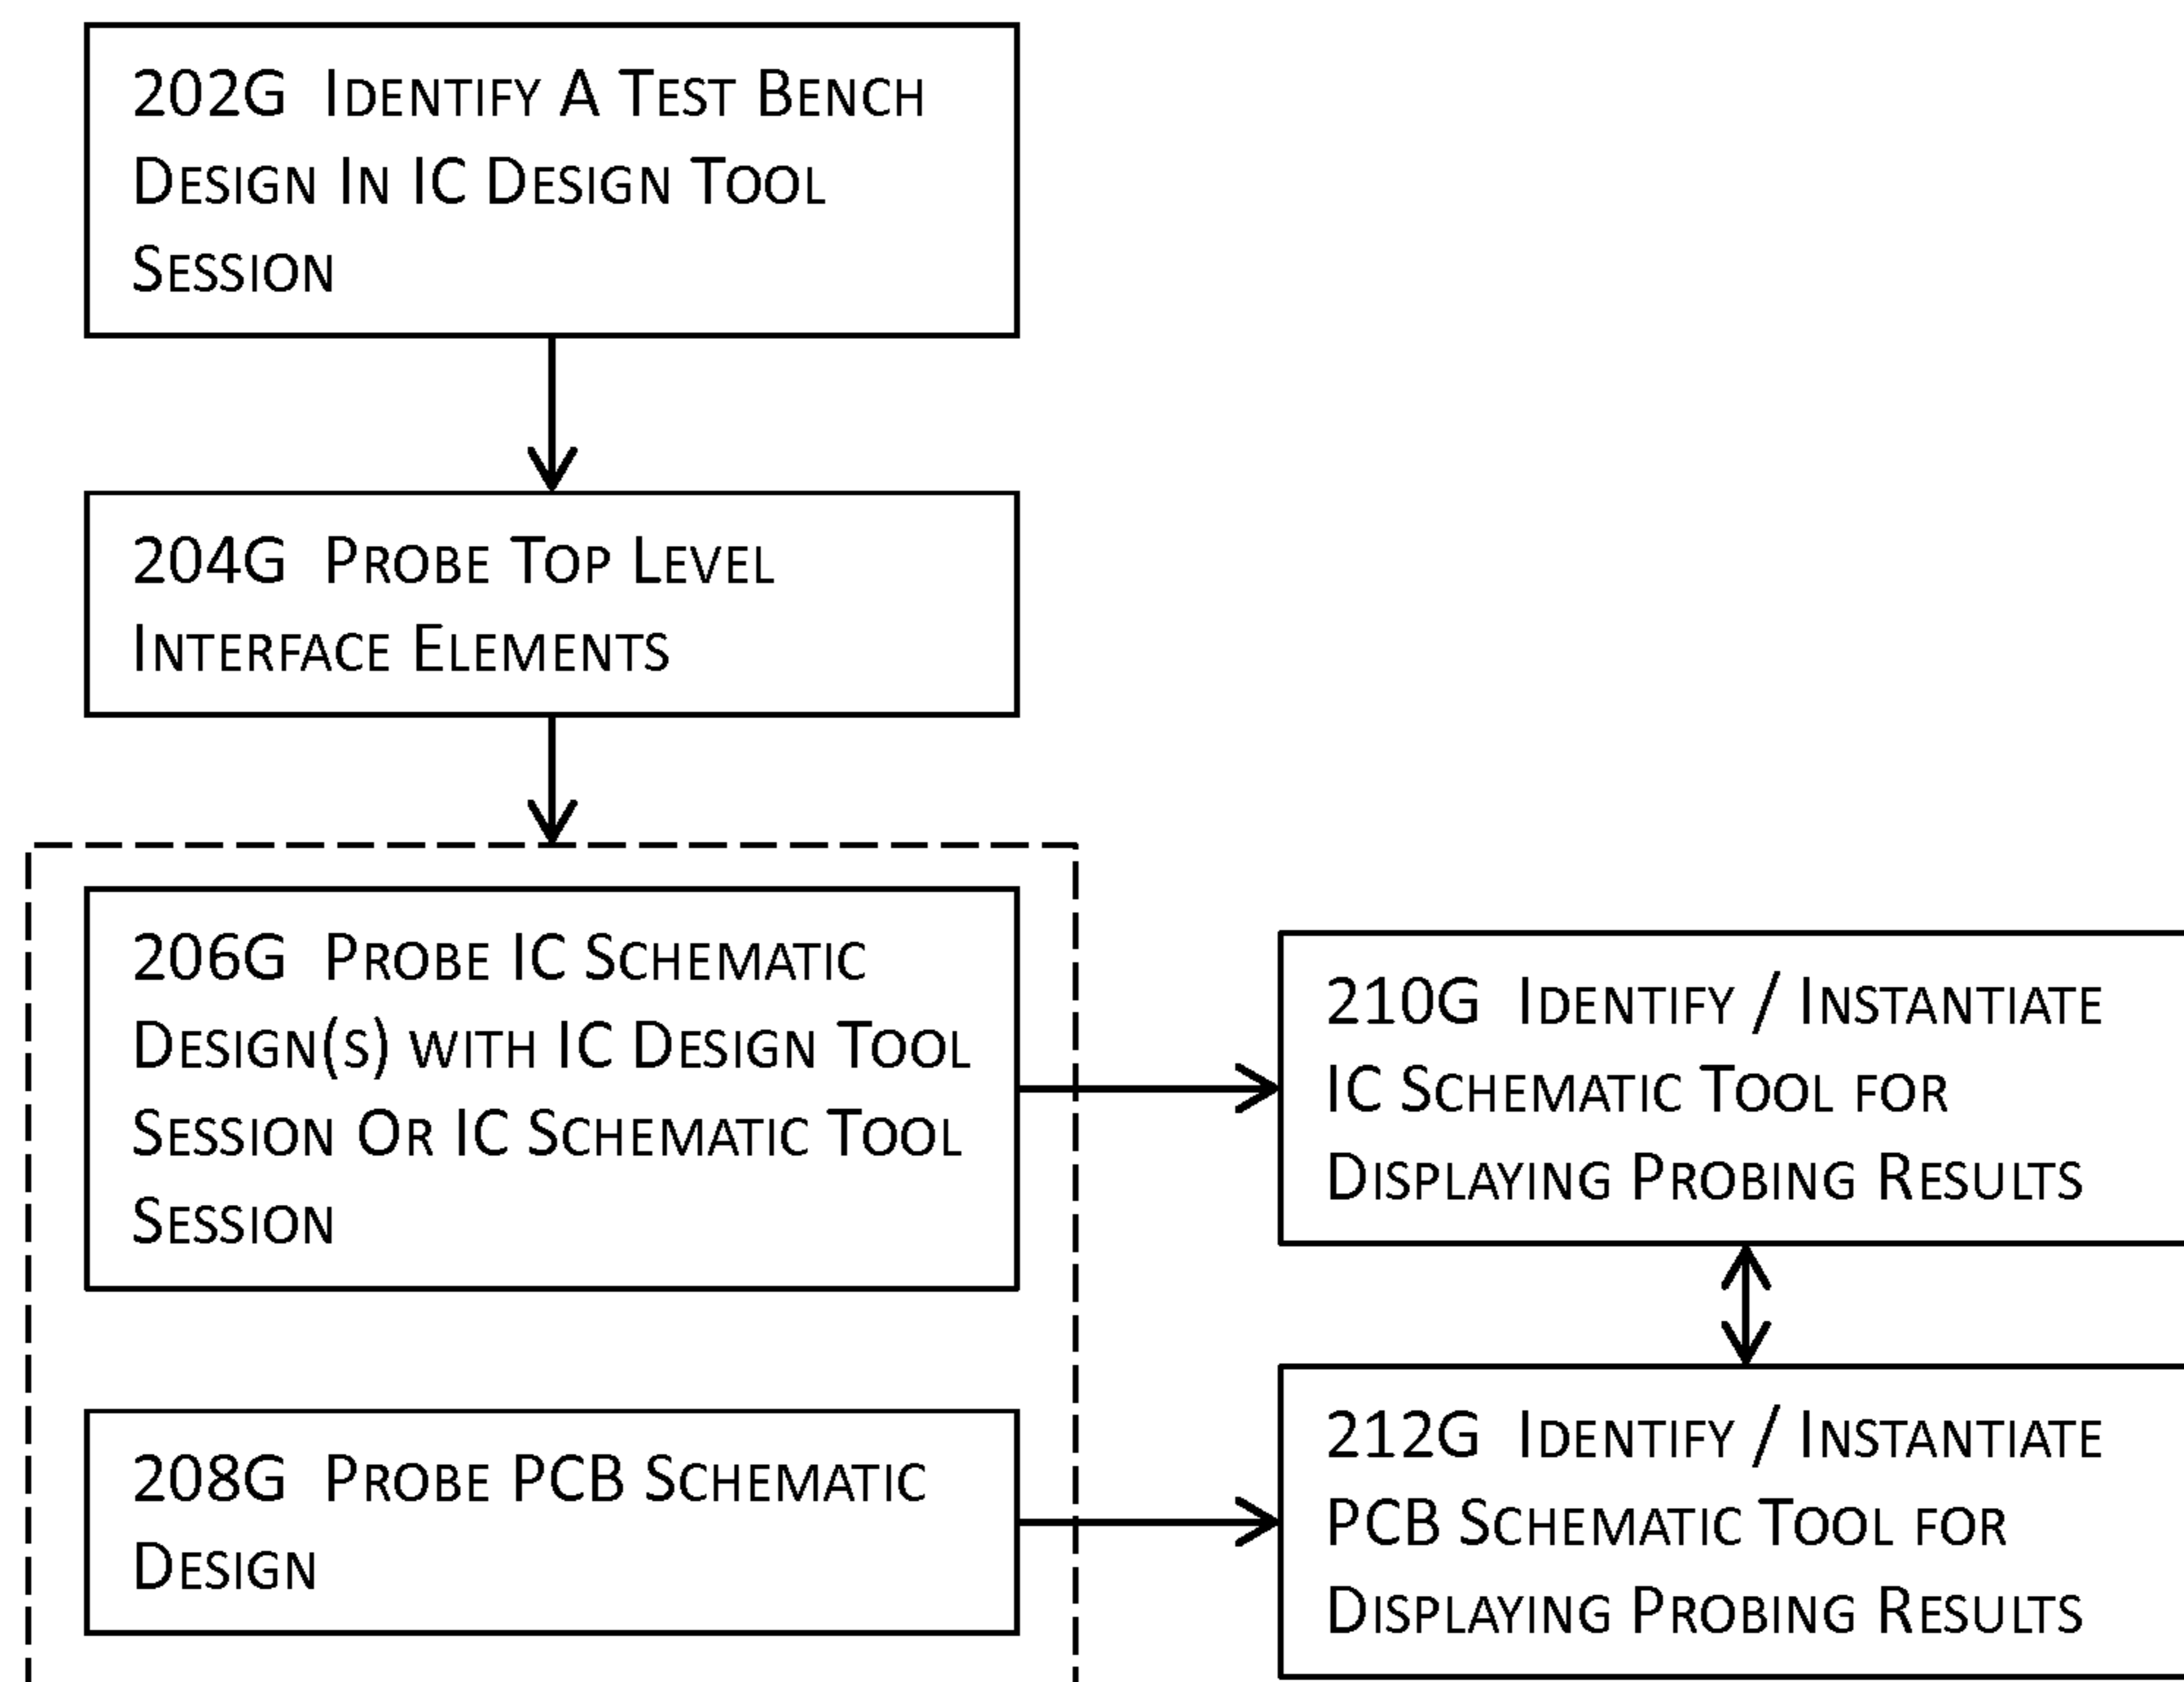 202G Identify A Test Bench
Design In IC Design Tool
Session
204G Probe Top Level
Interface Elements
206G Probe IC Schematic
Design(s) with IC Design Tool
Session Or IC Schematic Tool
Session
208G Probe PCB Schematic
Design
210G Identify / Instantiate
IC Schematic Tool for
Displaying Probing Results
212G Identify / Instantiate
PCB Schematic Tool for
Displaying Probing Results